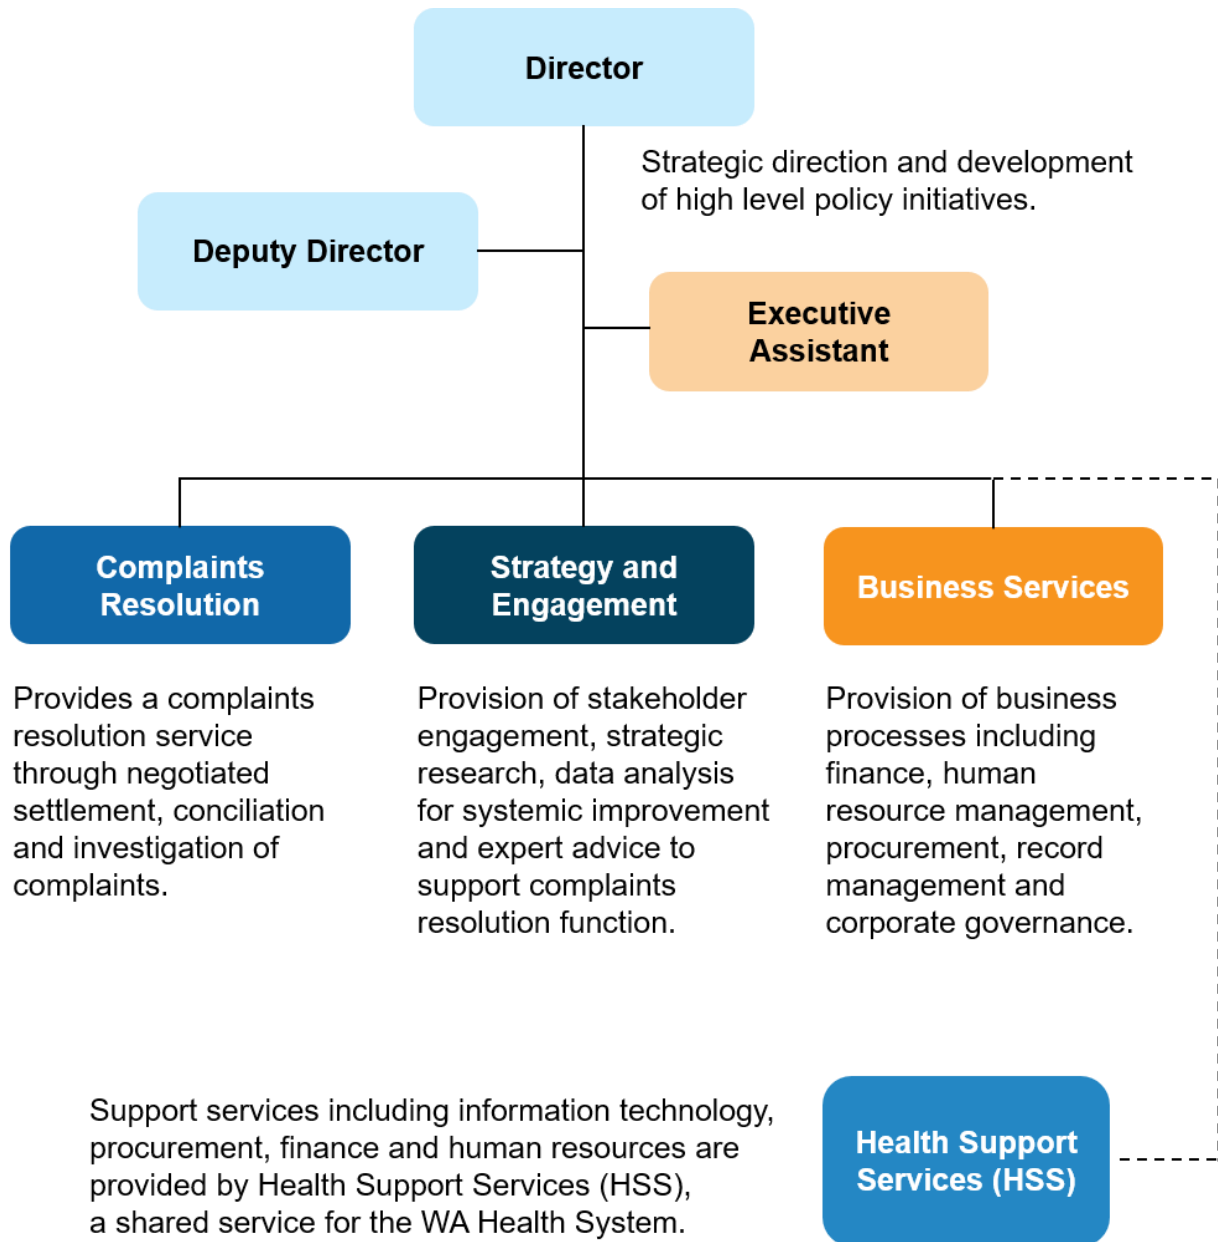 Director
Strategic direction and development
of high level policy initiatives.
Deputy Director
Executive
Assistant
Complaints
Resolution
Strategy and
Engagement
Business Services
Provides a complaints
resolution service
through negotiated
settlement, conciliation
and investigation of
complaints.
Provision of stakeholder
engagement, strategic
research, data analysis
for systemic improvement
and expert advice to
support complaints
resolution function.
Provision of business
processes including
finance, human
resource management,
procurement, record
management and
corporate governance.
Support services including information technology,
procurement, finance and human resources are
provided by Health Support Services (HSS),
a shared service for the WA Health System.
Health Support
Services (HSS)